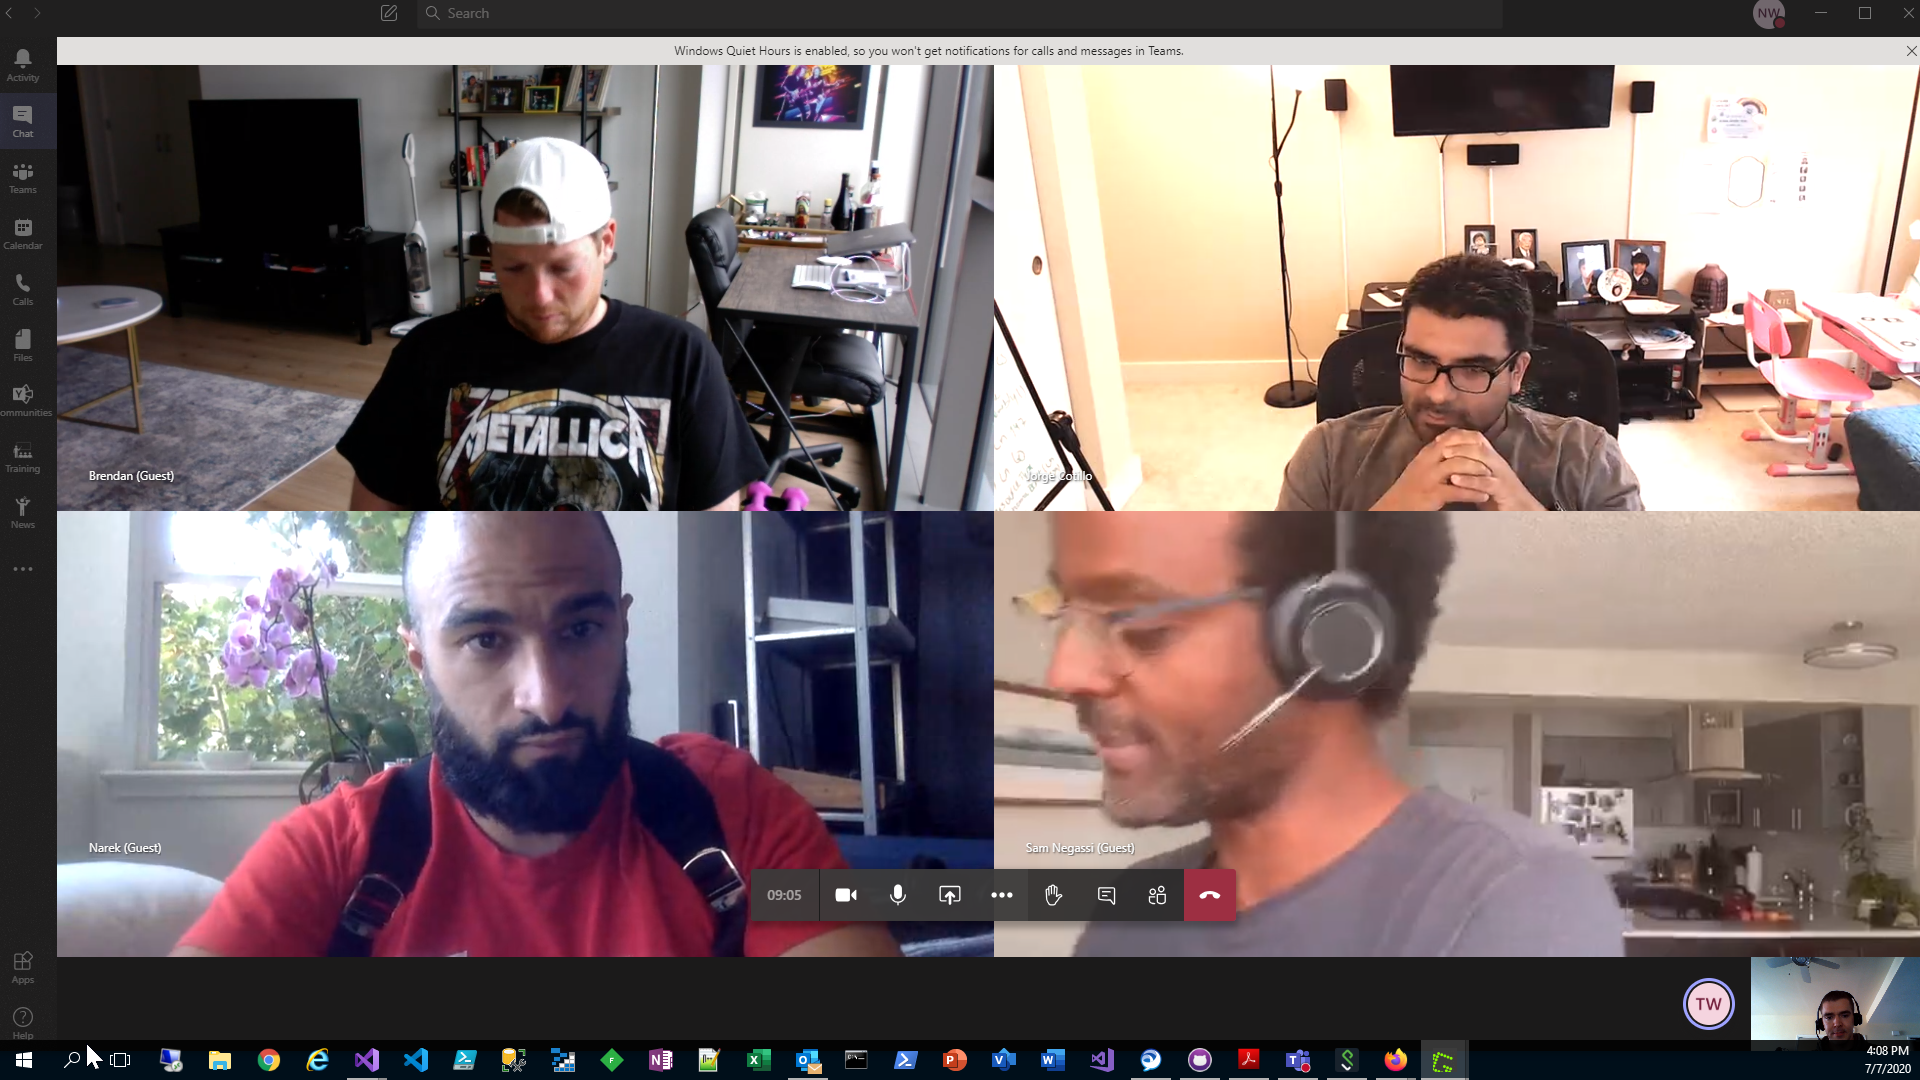 Search
NW
Windows Quiet Hours is enabled, so you won't get notifications for calls and messages in Teams.
Activity
Chat
Teams
Calendar
Calls
Files
ommunities
Training
News
Apps
Help
METALLICA
Brendan (Guest)
Jorge Cotillo
Narek (Guest)
Sam Negassi (Guest)
09:05
TW
4:08 PM
7/7/2020